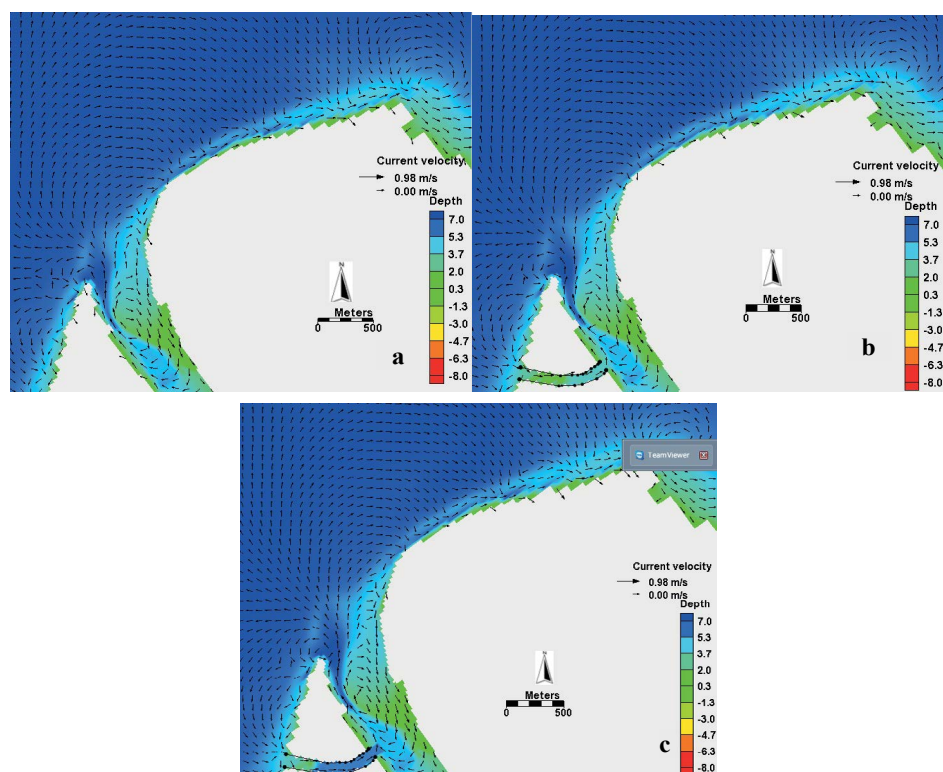 Current velocity
0.98 m/s
0.00 m/s
Depth
7.0
5.3
3.7
2.0
0.3
-1.3
-3.0
-4.7
-6.3
-8.0
N
Meters
0 500
a
Current velocity
0.98 m/s
0.00 m/s
Depth
7.0
5.3
3.7
2.0
0.3
-1.3
-3.0
-4.7
-6.3
-8.0
N
Meters
0 500
b
TeamViewer
Current velocity
0.98 m/s
0.00 m/s
Depth
7.0
5.3
3.7
2.0
0.3
-1.3
-3.0
-4.7
-6.3
-8.0
N
Meters
0 500
c